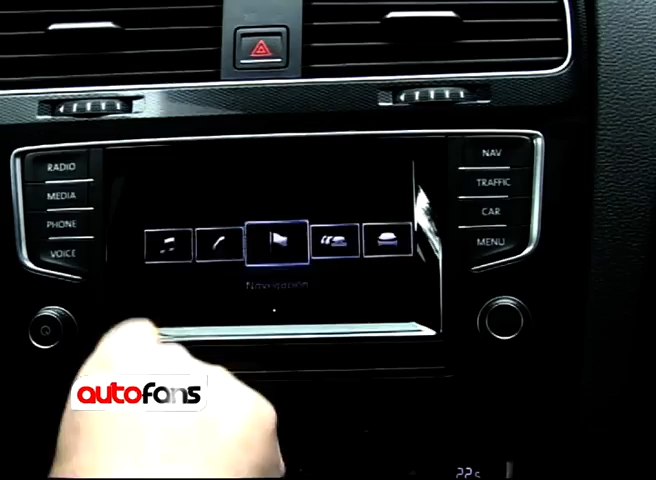 RADIO
MEDIA
PHONE
VOICE
NAV
TRAFFIC
CAR
MENU
Navigation
autofans